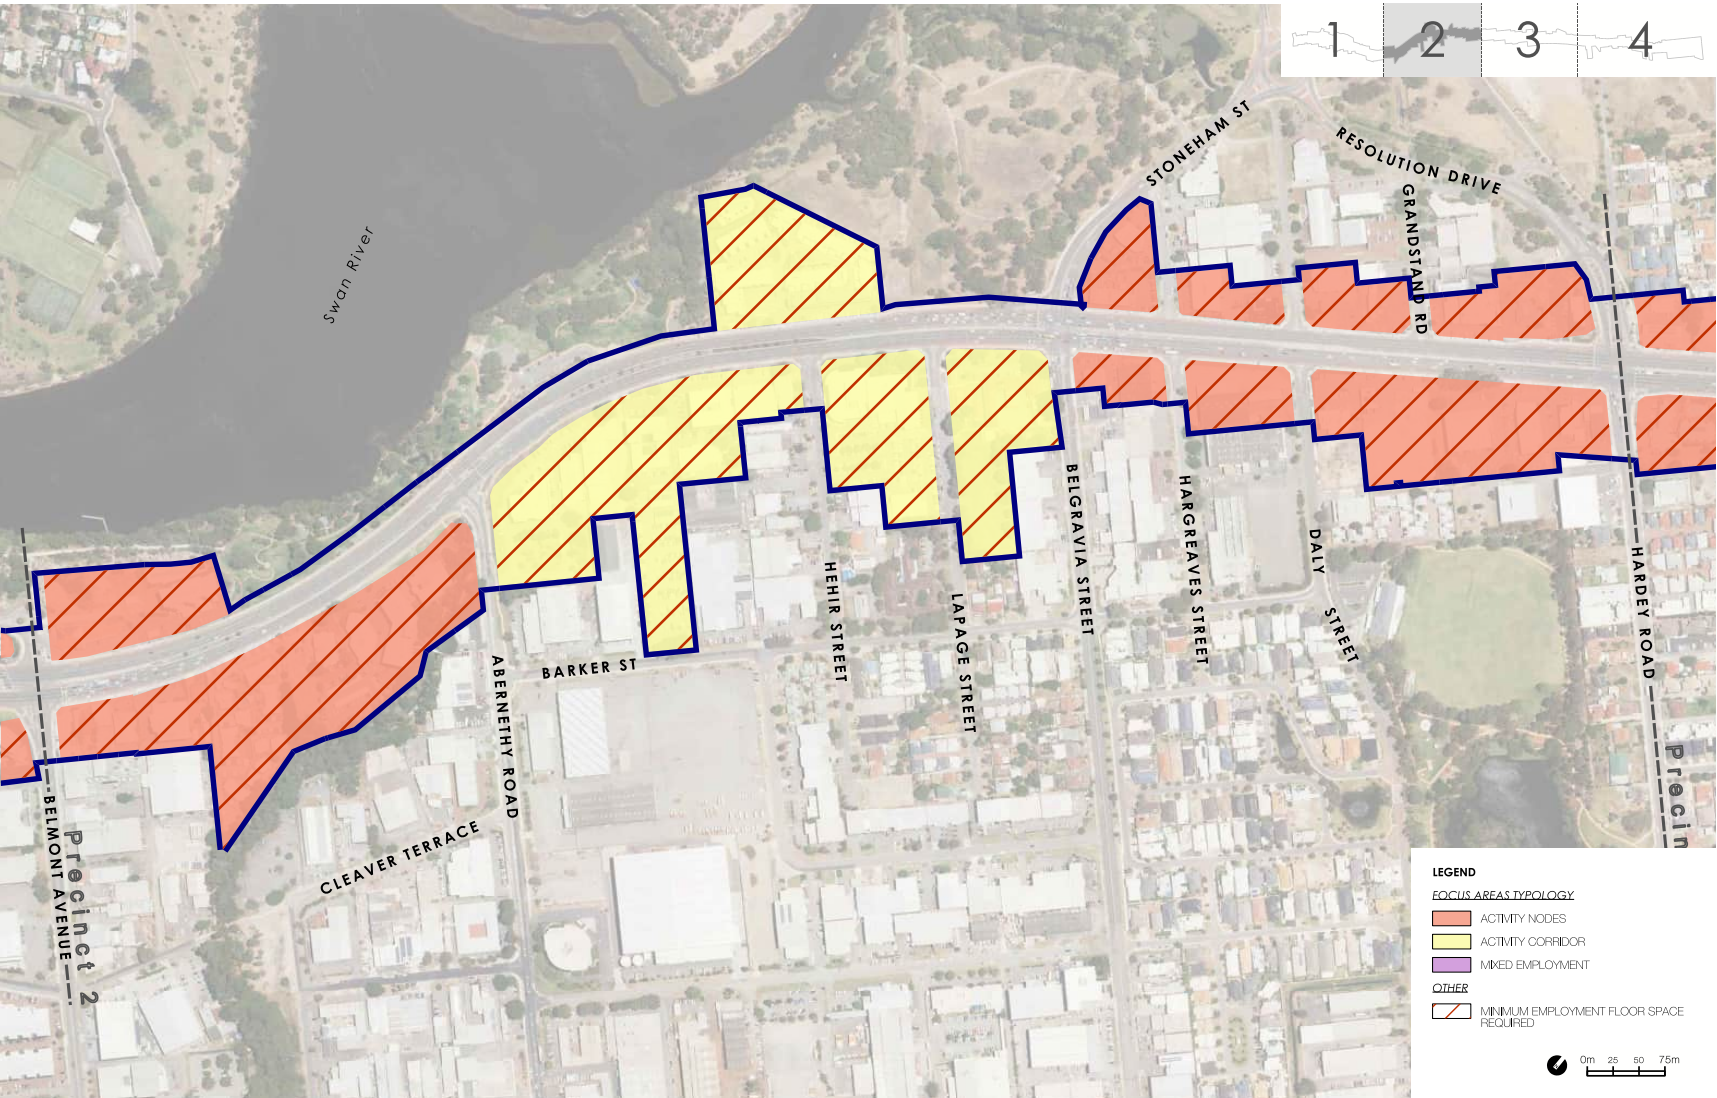 1
2
3
4
STONEHAM ST
RESOLUTION DRIVE
GRANDSTAND RD
Swan River
BELGRAVIA STREET
HARGREAVES STREET
DALY STREET
HARDEY ROAD
HEHIR STREET
LAPAGE STREET
BARKER ST
ABERNETHY ROAD
CLEAVER TERRACE
BELMONT AVENUE
Precinct 2
Precin
LEGEND
FOCUS AREAS TYPOLOGY
ACTIVITY NODES
ACTIVITY CORRIDOR
MIXED EMPLOYMENT
OTHER
MINIMUM EMPLOYMENT FLOOR SPACE
REQUIRED
0m 25 50 75m